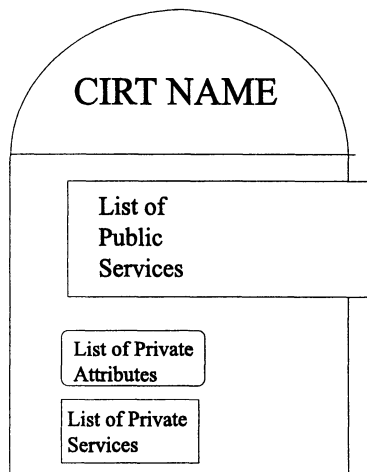 CIRT NAME
List of
Public
Services
List of Private
Attributes
List of Private
Services